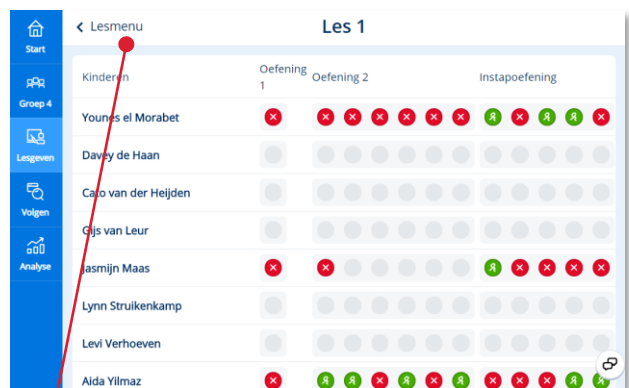 Start
Groep 4
Lesgeven
Volgen
Analyse
Lesmenu
Les 1
Kinderen
Oefening 1
Oefening 2
Instapoefening
Younes el Morabet
Davey de Haan
Cato van der Heijden
Gijs van Leur
Jasmijn Maas
Lynn Struikenkamp
Levi Verhoeven
Aida Yilmaz